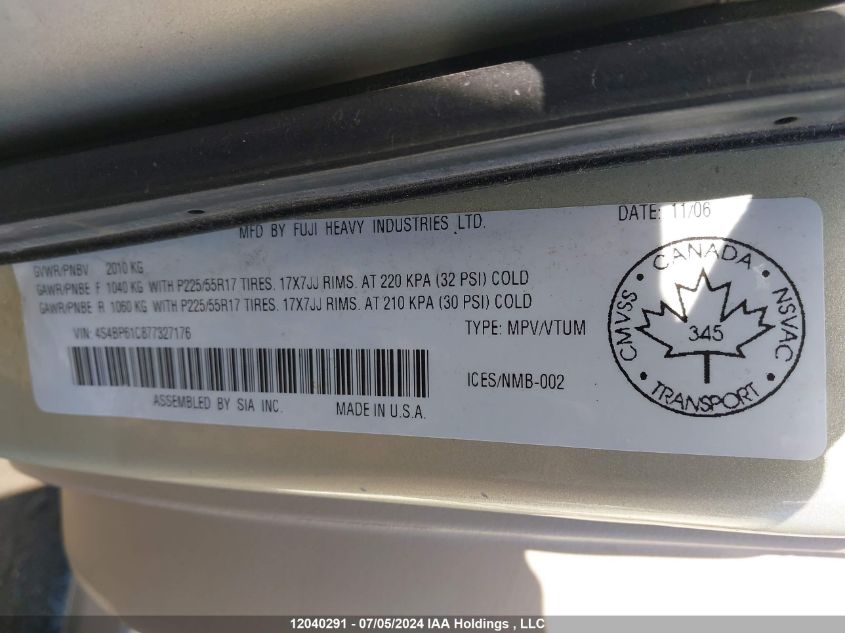 MFD BY FUJI HEAVY INDUSTRIES LTD.
DATE: 11/06
GVWR/PNBV 2010 KG
GAWR/PNBE F 1040 KG WITH P225/55R17 TIRES. 17X7JJ RIMS. AT 220 KPA (32 PSI) COLD
GAWR/PNBE R 1060 KG WITH P225/55R17 TIRES. 17X7JJ RIMS. AT 210 KPA (30 PSI) COLD
VIN: 4S4BP61C877327176
TYPE: MPV/VTUM
ICES/NMB-002
ASSEMBLED BY SIA INC.
MADE IN U.S.A.
CANADA
CMVSS
NSVAC
345
TRANSPORT
12040291 - 07/05/2024 IAA Holdings , LLC